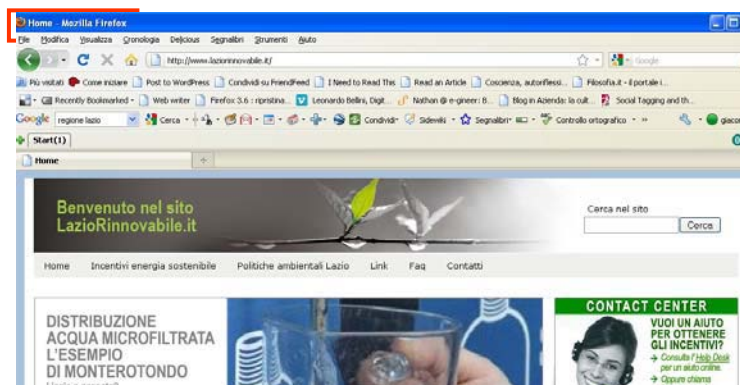 Home - Mozilla Firefox
File Modifica Visualizza Cronologia Delicious Segnalibri Strumenti Aiuto
http://www.laziorinnovabile.it/ Google
Più visitati Come iniziare Post to WordPress Condividi su FriendFeed I Need to Read This Read an Article Coscienza, autoriflessi... Filosofia.it - il portale i...
Recently Bookmarked Web writer Firefox 3.6 : ripristina... Leonardo Bellini, Digit... Nathan @ e-gineer: B... Blog in Azienda: la cult... Social Tagging and th...
Google regione lazio Cerca Condividi Sidewiki Segnalibri Controllo ortografico giacon
Start(1)
Home
Benvenuto nel sito
LazioRinnovabile.it
Cerca nel sito
Cerca
Home Incentivi energia sostenibile Politiche ambientali Lazio Link Faq Contatti
DISTRIBUZIONE
ACQUA MICROFILTRATA
L'ESEMPIO
DI MONTEROTONDO
CONTACT CENTER
VUOI UN AIUTO
PER OTTENERE
GLI INCENTIVI?
Consulta l'Help Desk
per un aiuto online.
Oppure chiama